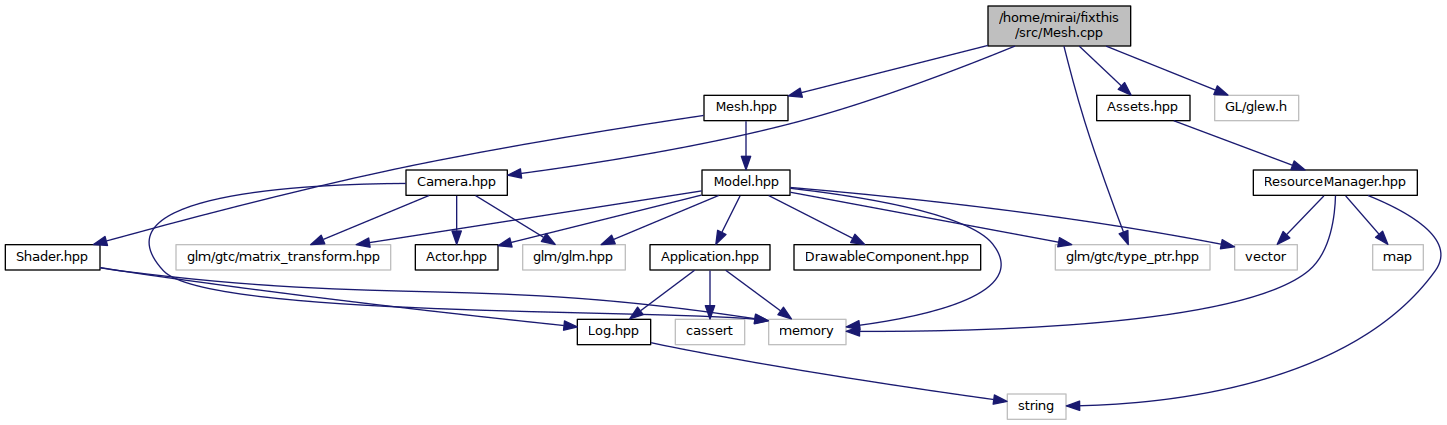 /home/mirai/fixthis
/src/Mesh.cpp
Mesh.hpp
Assets.hpp
GL/glew.h
Camera.hpp
Model.hpp
ResourceManager.hpp
Shader.hpp
glm/gtc/matrix_transform.hpp
Actor.hpp
glm/glm.hpp
Application.hpp
DrawableComponent.hpp
glm/gtc/type_ptr.hpp
vector
map
Log.hpp
cassert
memory
string